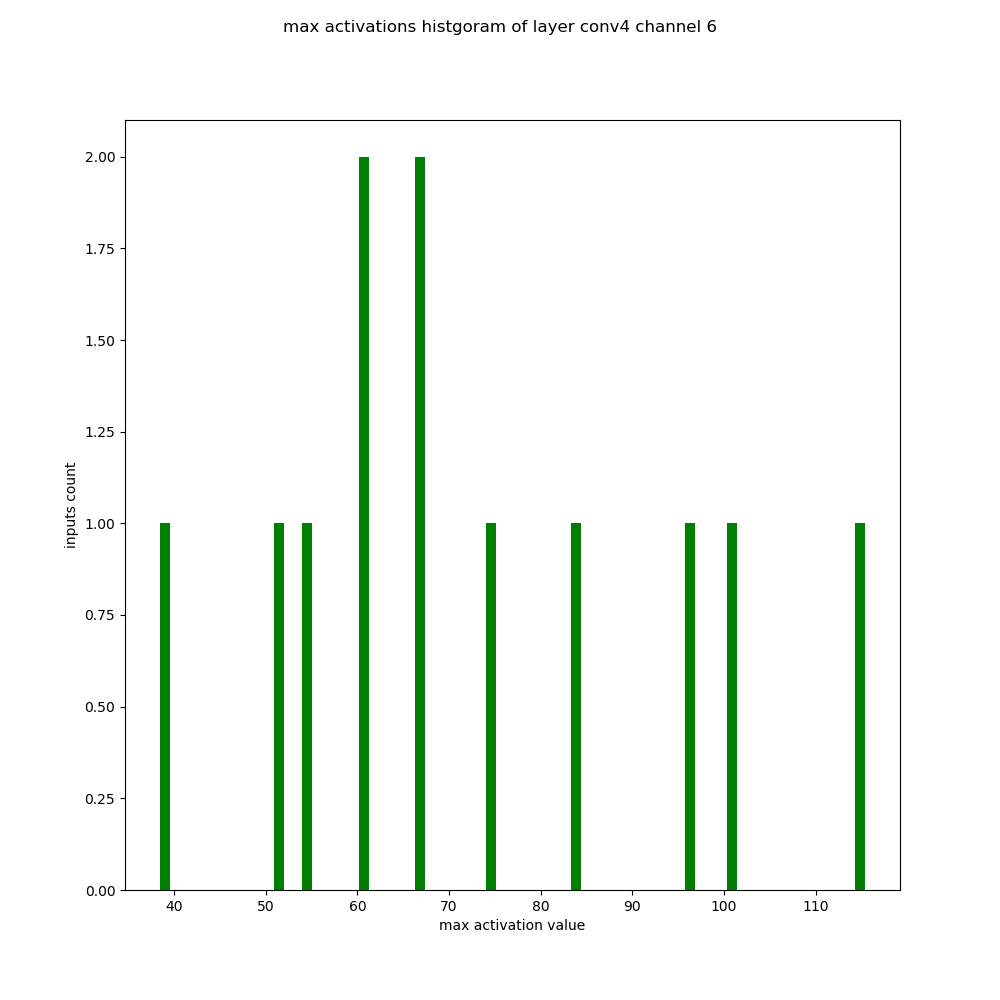 max activations histgoram of layer conv4 channel 6
2.00
1.75
1.50
1.25
1.00
0.75
0.50
0.25
0.00
inputs count
40 50 60 70 80 90 100 110
max activation value